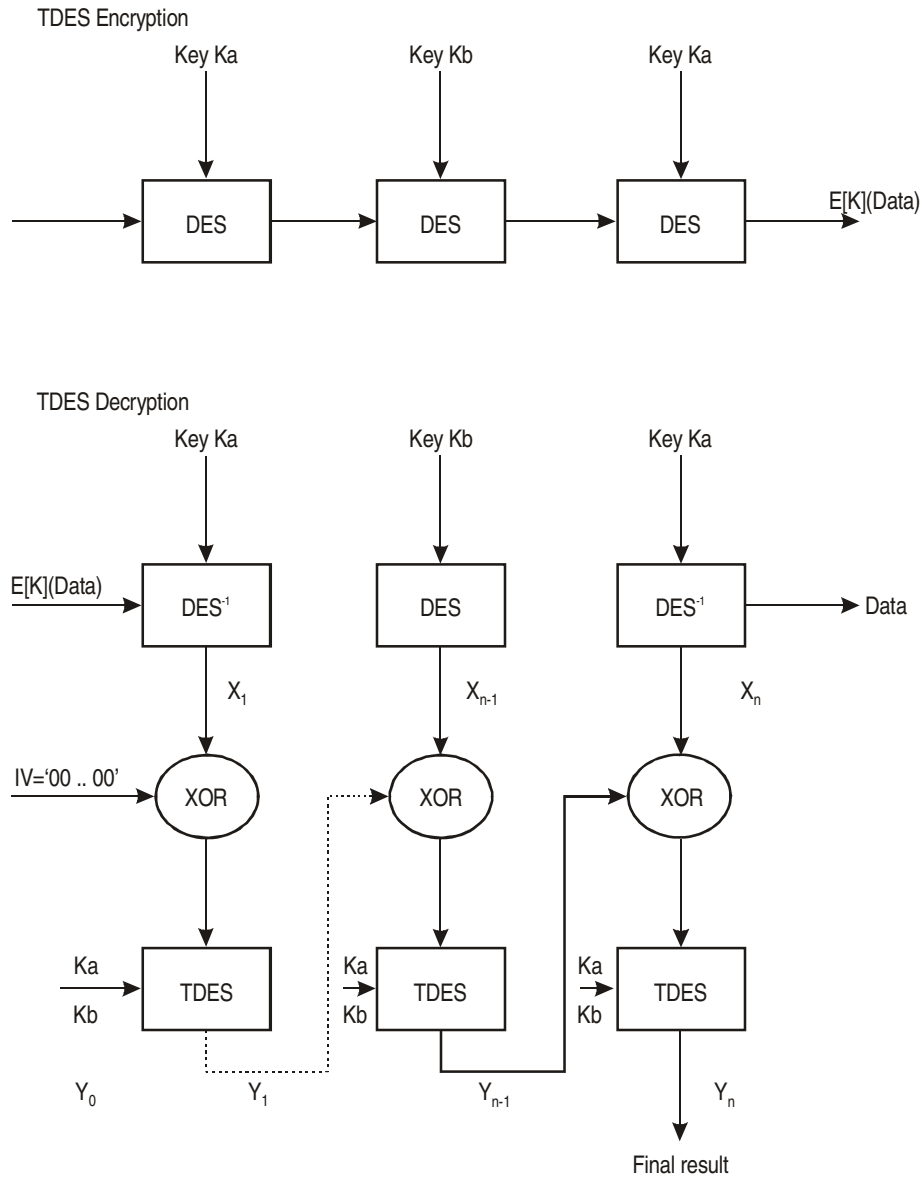 TDES Encryption
Key Ka Key Kb Key Ka
DES DES DES E[K](Data)
TDES Decryption
Key Ka Key Kb Key Ka
E[K](Data) DES-1 DES DES-1 Data
X1 Xn-1 Xn
IV=‘00 .. 00’ XOR XOR XOR
Ka Ka Ka
TDES TDES TDES
Kb Kb Kb
Y0 Y1 Yn-1 Yn
Final result